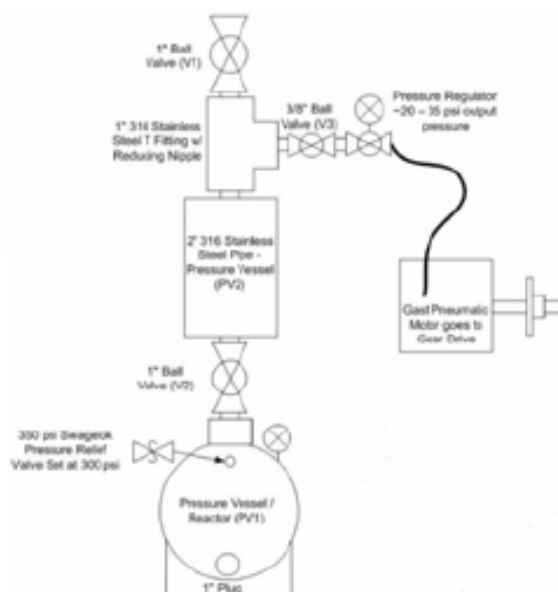 1" Ball
Valve (V1)
1" 316 Stainless
Steel T Fitting w/
Reducing Nipple
3/8" Ball
Valve (V3)
Pressure Regulator
~20 – 35 psi output
pressure
2" 316 Stainless
Steel Pipe -
Pressure Vessel
(PV2)
Gast Pneumatic
Motor goes to
Gear Drive
1" Ball
Valve (V2)
350 psi Swagelok
Pressure Relief
Valve Set at 300 psi
Pressure Vessel /
Reactor (PV1)
1" Plug